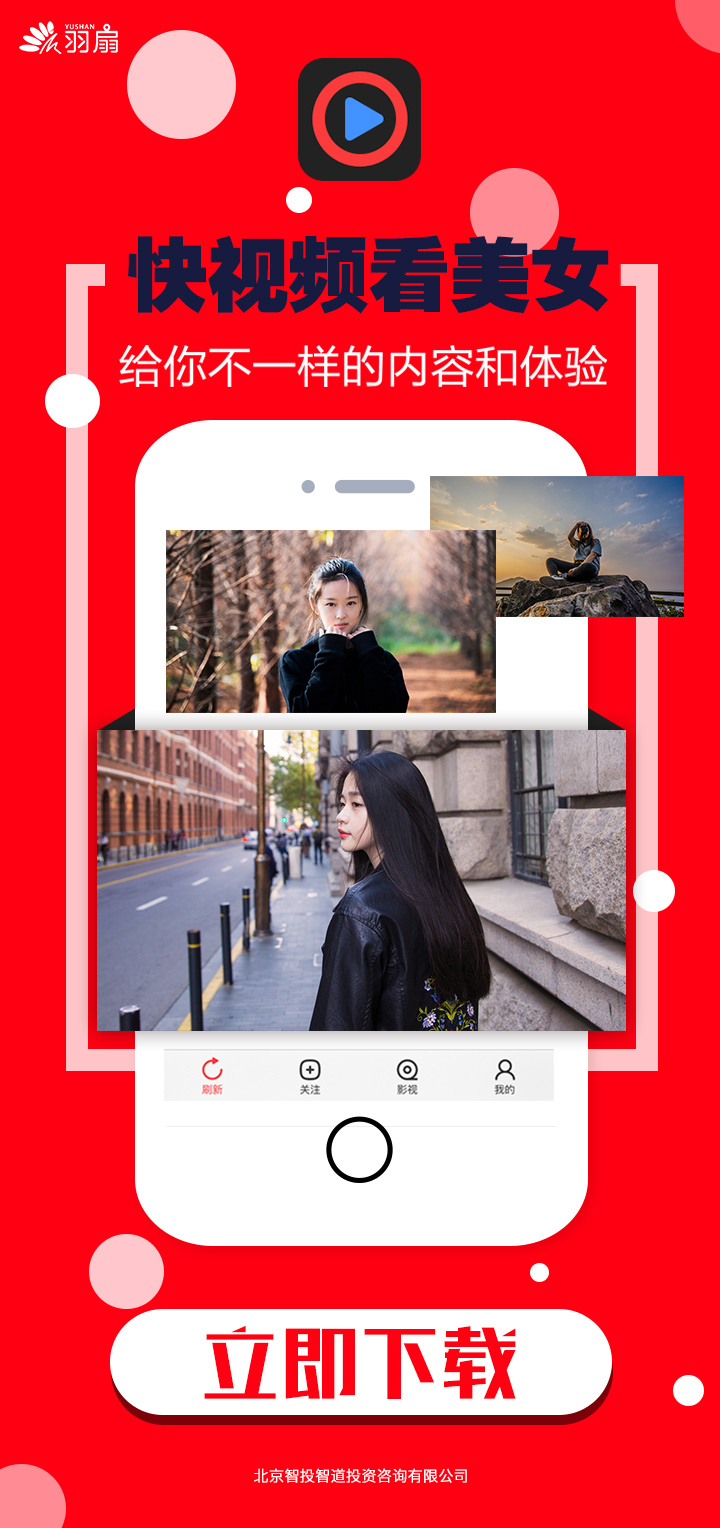 YUSHAN
羽扇
快视频看美女
给你不一样的内容和体验
刷新
关注
影视
我的
立即下载
北京智投智道投资咨询有限公司